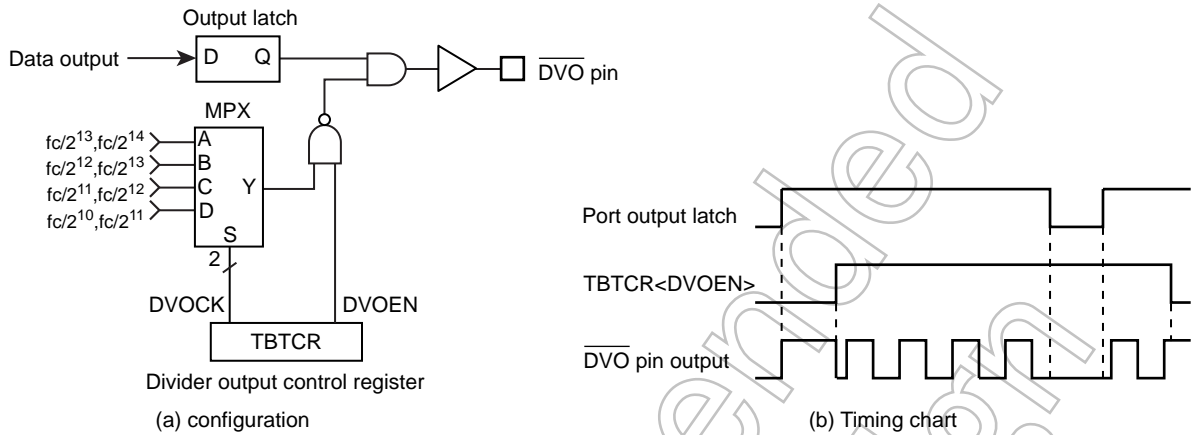 Output latch
Data output
D Q
DVO pin
MPX
fc/2^13,fc/2^14
A
fc/2^12,fc/2^13
B
fc/2^11,fc/2^12
C
Y
fc/2^10,fc/2^11
D
S
2
DVOCK
DVOEN
TBTCR
Divider output control register
(a) configuration
Port output latch
TBTCR<DVOEN>
DVO pin output
(b) Timing chart
ended
gn